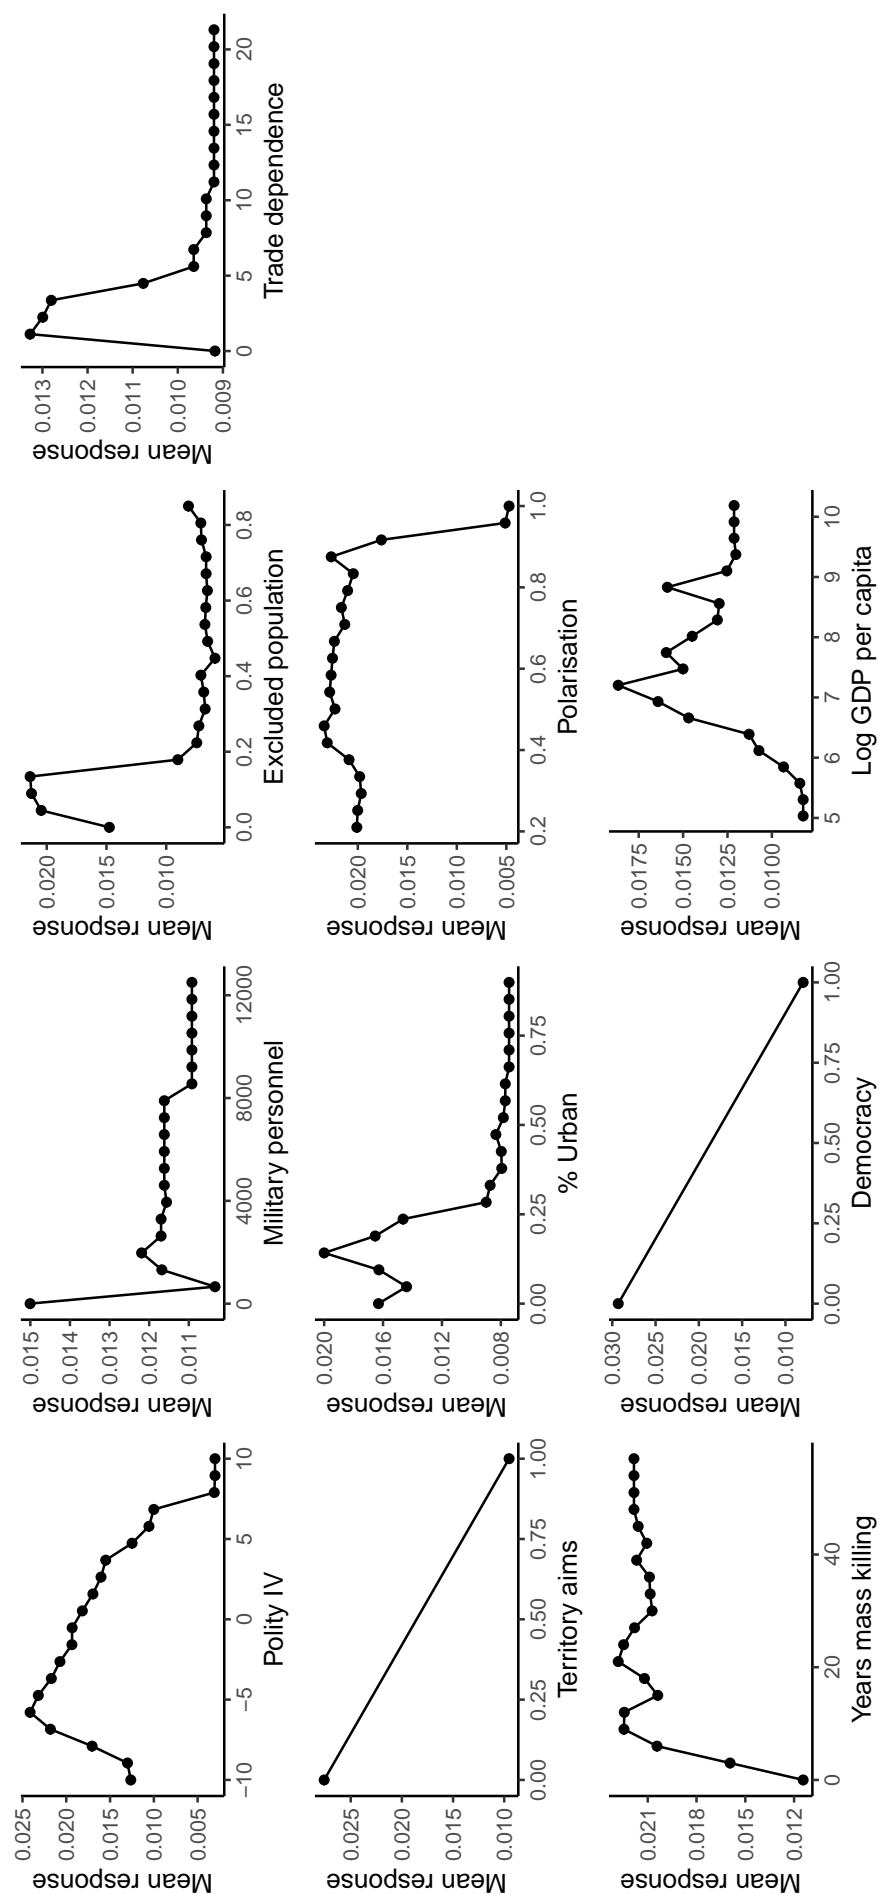 Mean response
0.025
0.020
0.015
0.010
0.005
−10 −5 0 5 10
Polity IV
Mean response
0.015
0.014
0.013
0.012
0.011
0 4000 8000 12000
Military personnel
Mean response
0.020
0.015
0.010
0.0 0.2 0.4 0.6 0.8
Excluded population
Mean response
0.013
0.012
0.011
0.010
0.009
0 5 10 15 20
Trade dependence
Mean response
0.025
0.020
0.015
0.010
0.00 0.25 0.50 0.75 1.00
Territory aims
Mean response
0.020
0.016
0.012
0.008
0.00 0.25 0.50 0.75
% Urban
Mean response
0.020
0.015
0.010
0.005
0.2 0.4 0.6 0.8 1.0
Polarisation
Mean response
0.021
0.018
0.015
0.012
0 20 40
Years mass killing
Mean response
0.030
0.025
0.020
0.015
0.010
0.00 0.25 0.50 0.75 1.00
Democracy
Mean response
0.0175
0.0150
0.0125
0.0100
5 6 7 8 9 10
Log GDP per capita